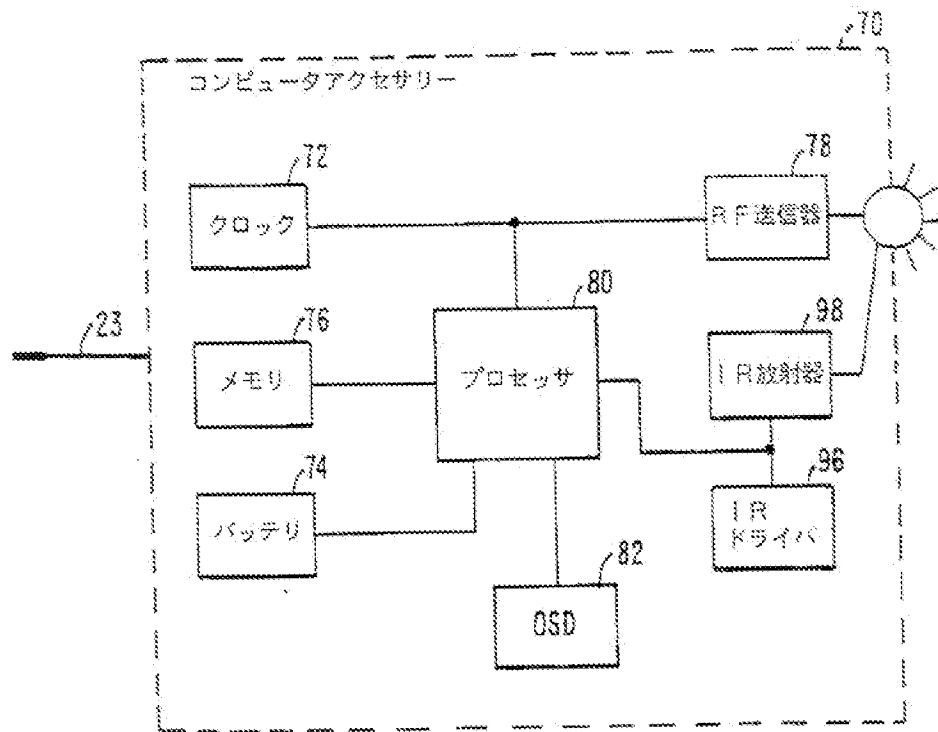 70
コンピュータアクセサリー
72
クロック
78
RF送信器
23
76
メモリ
80
プロセッサ
98
IR放射器
74
バッテリ
96
IR
ドライバ
82
OSD